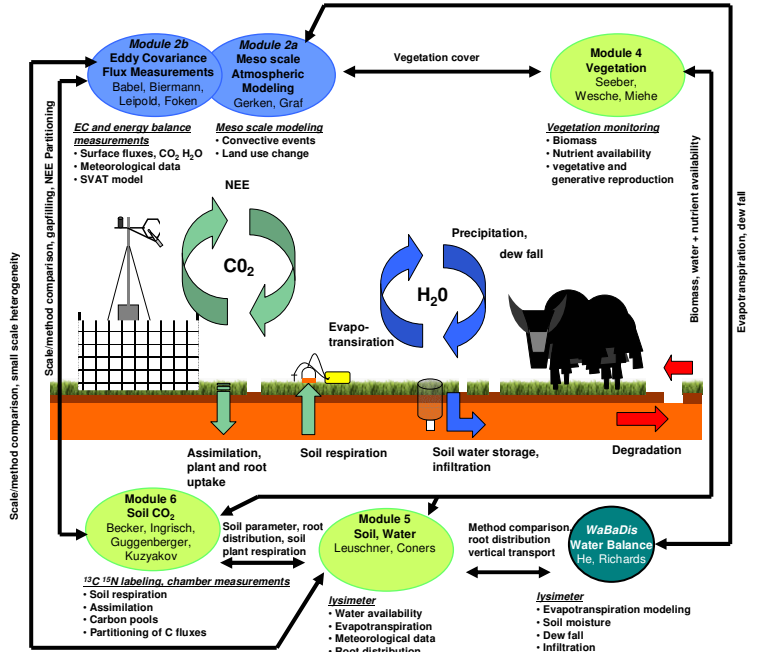 Module 2b
Eddy Covariance
Flux Measurements
Babel, Biermann,
Leipold, Foken
Module 2a
Meso scale
Atmospheric
Modeling
Gerken, Graf
Vegetation cover
Module 4
Vegetation
Seeber,
Wesche, Miehe
EC and energy balance
measurements
• Surface fluxes, CO2 H2O
• Meteorological data
• SVAT model
Meso scale modeling
• Convective events
• Land use change
Vegetation monitoring
• Biomass
• Nutrient availability
• vegetative and
generative reproduction
NEE
C02
Precipitation,
dew fall
H20
Evapo-
transiration
Scale/method comparison, small scale heterogeneity
Scale/method comparison, gapfilling, NEE Partitioning
Biomass, water + nutrient availability
Evapotranspiration, dew fall
Assimilation,
plant and root
uptake
Soil respiration
Soil water storage,
infiltration
Degradation
Module 6
Soil CO2
Becker, Ingrisch,
Guggenberger,
Kuzyakov
Soil parameter, root
distribution, soil
plant respiration
Module 5
Soil, Water
Leuschner, Coners
Method comparison,
root distribution
vertical transport
WaBaDis
Water Balance
He, Richards
13C 15N labeling, chamber measurements
• Soil respiration
• Assimilation
• Carbon pools
• Partitioning of C fluxes
lysimeter
• Water availability
• Evapotranspiration
• Meteorological data
• Root distribution
lysimeter
• Evapotranspiration modeling
• Soil moisture
• Dew fall
• Infiltration